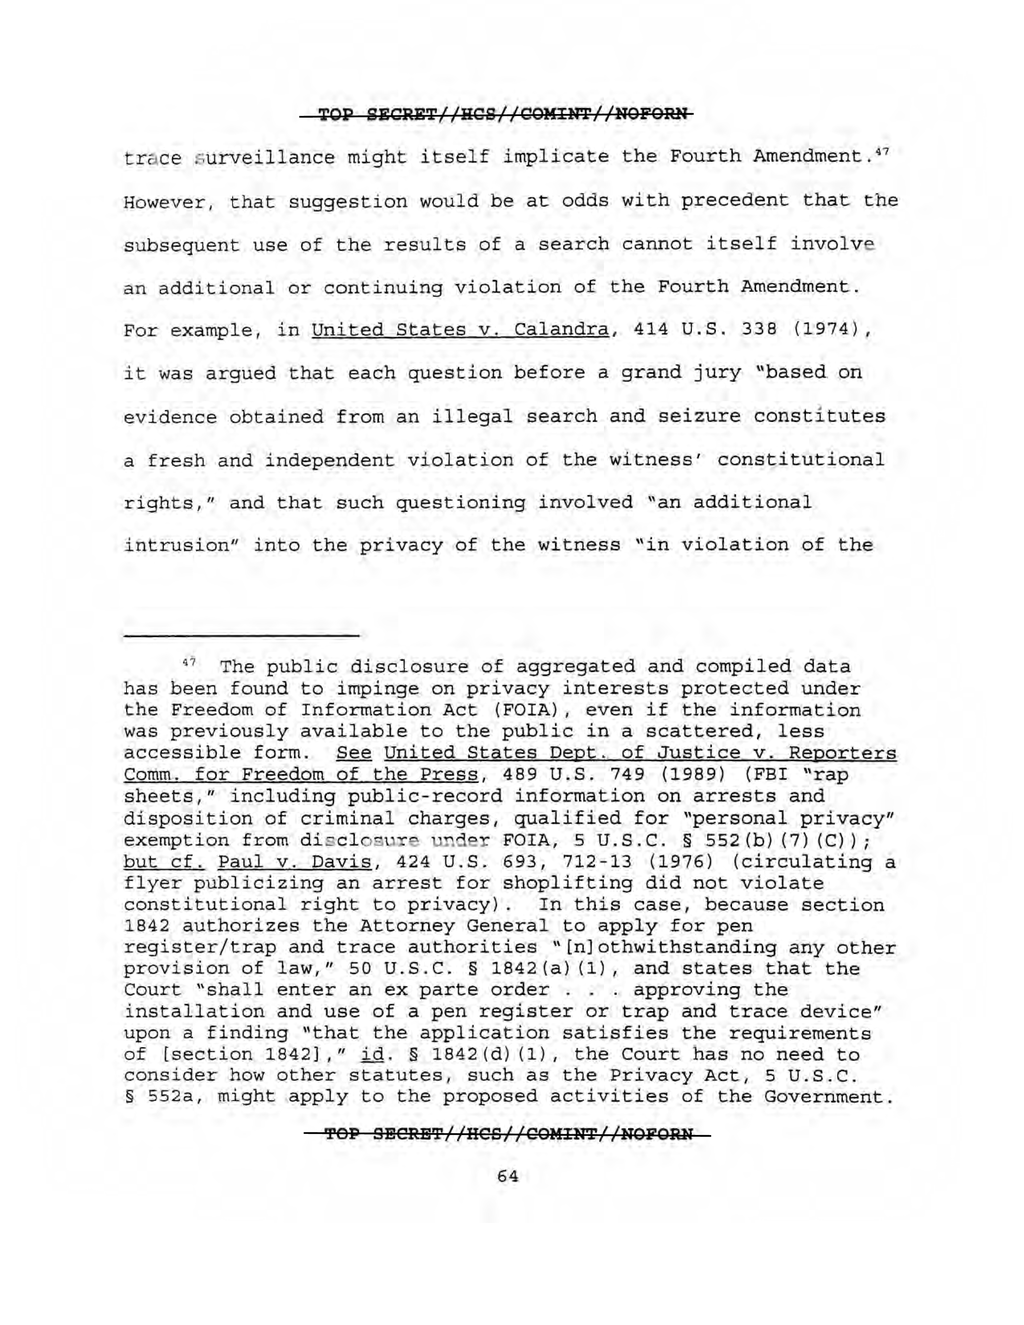 TOP SECRET//HCS//COMINT//NOFORN
trace surveillance might itself implicate the Fourth Amendment.47
However, that suggestion would be at odds with precedent that the
subsequent use of the results of a search cannot itself involve
an additional or continuing violation of the Fourth Amendment.
For example, in United States v. Calandra, 414 U.S. 338 (1974),
it was argued that each question before a grand jury "based on
evidence obtained from an illegal search and seizure constitutes
a fresh and independent violation of the witness' constitutional
rights," and that such questioning involved "an additional
intrusion" into the privacy of the witness "in violation of the
47 The public disclosure of aggregated and compiled data
has been found to impinge on privacy interests protected under
the Freedom of Information Act (FOIA), even if the information
was previously available to the public in a scattered, less
accessible form. See United States Dept. of Justice v. Reporters
Comm. for Freedom of the Press, 489 U.S. 749 (1989) (FBI "rap
sheets," including public-record information on arrests and
disposition of criminal charges, qualified for "personal privacy"
exemption from disclosure under FOIA, 5 U.S.C. § 552(b)(7)(C));
but cf. Paul v. Davis, 424 U.S. 693, 712-13 (1976) (circulating a
flyer publicizing an arrest for shoplifting did not violate
constitutional right to privacy). In this case, because section
1842 authorizes the Attorney General to apply for pen
register/trap and trace authorities "[n]othwithstanding any other
provision of law," 50 U.S.C. § 1842(a)(1), and states that the
Court "shall enter an ex parte order . . . approving the
installation and use of a pen register or trap and trace device"
upon a finding "that the application satisfies the requirements
of [section 1842]," id. § 1842(d)(1), the Court has no need to
consider how other statutes, such as the Privacy Act, 5 U.S.C.
§ 552a, might apply to the proposed activities of the Government.
TOP SECRET//HCS//COMINT//NOFORN
64